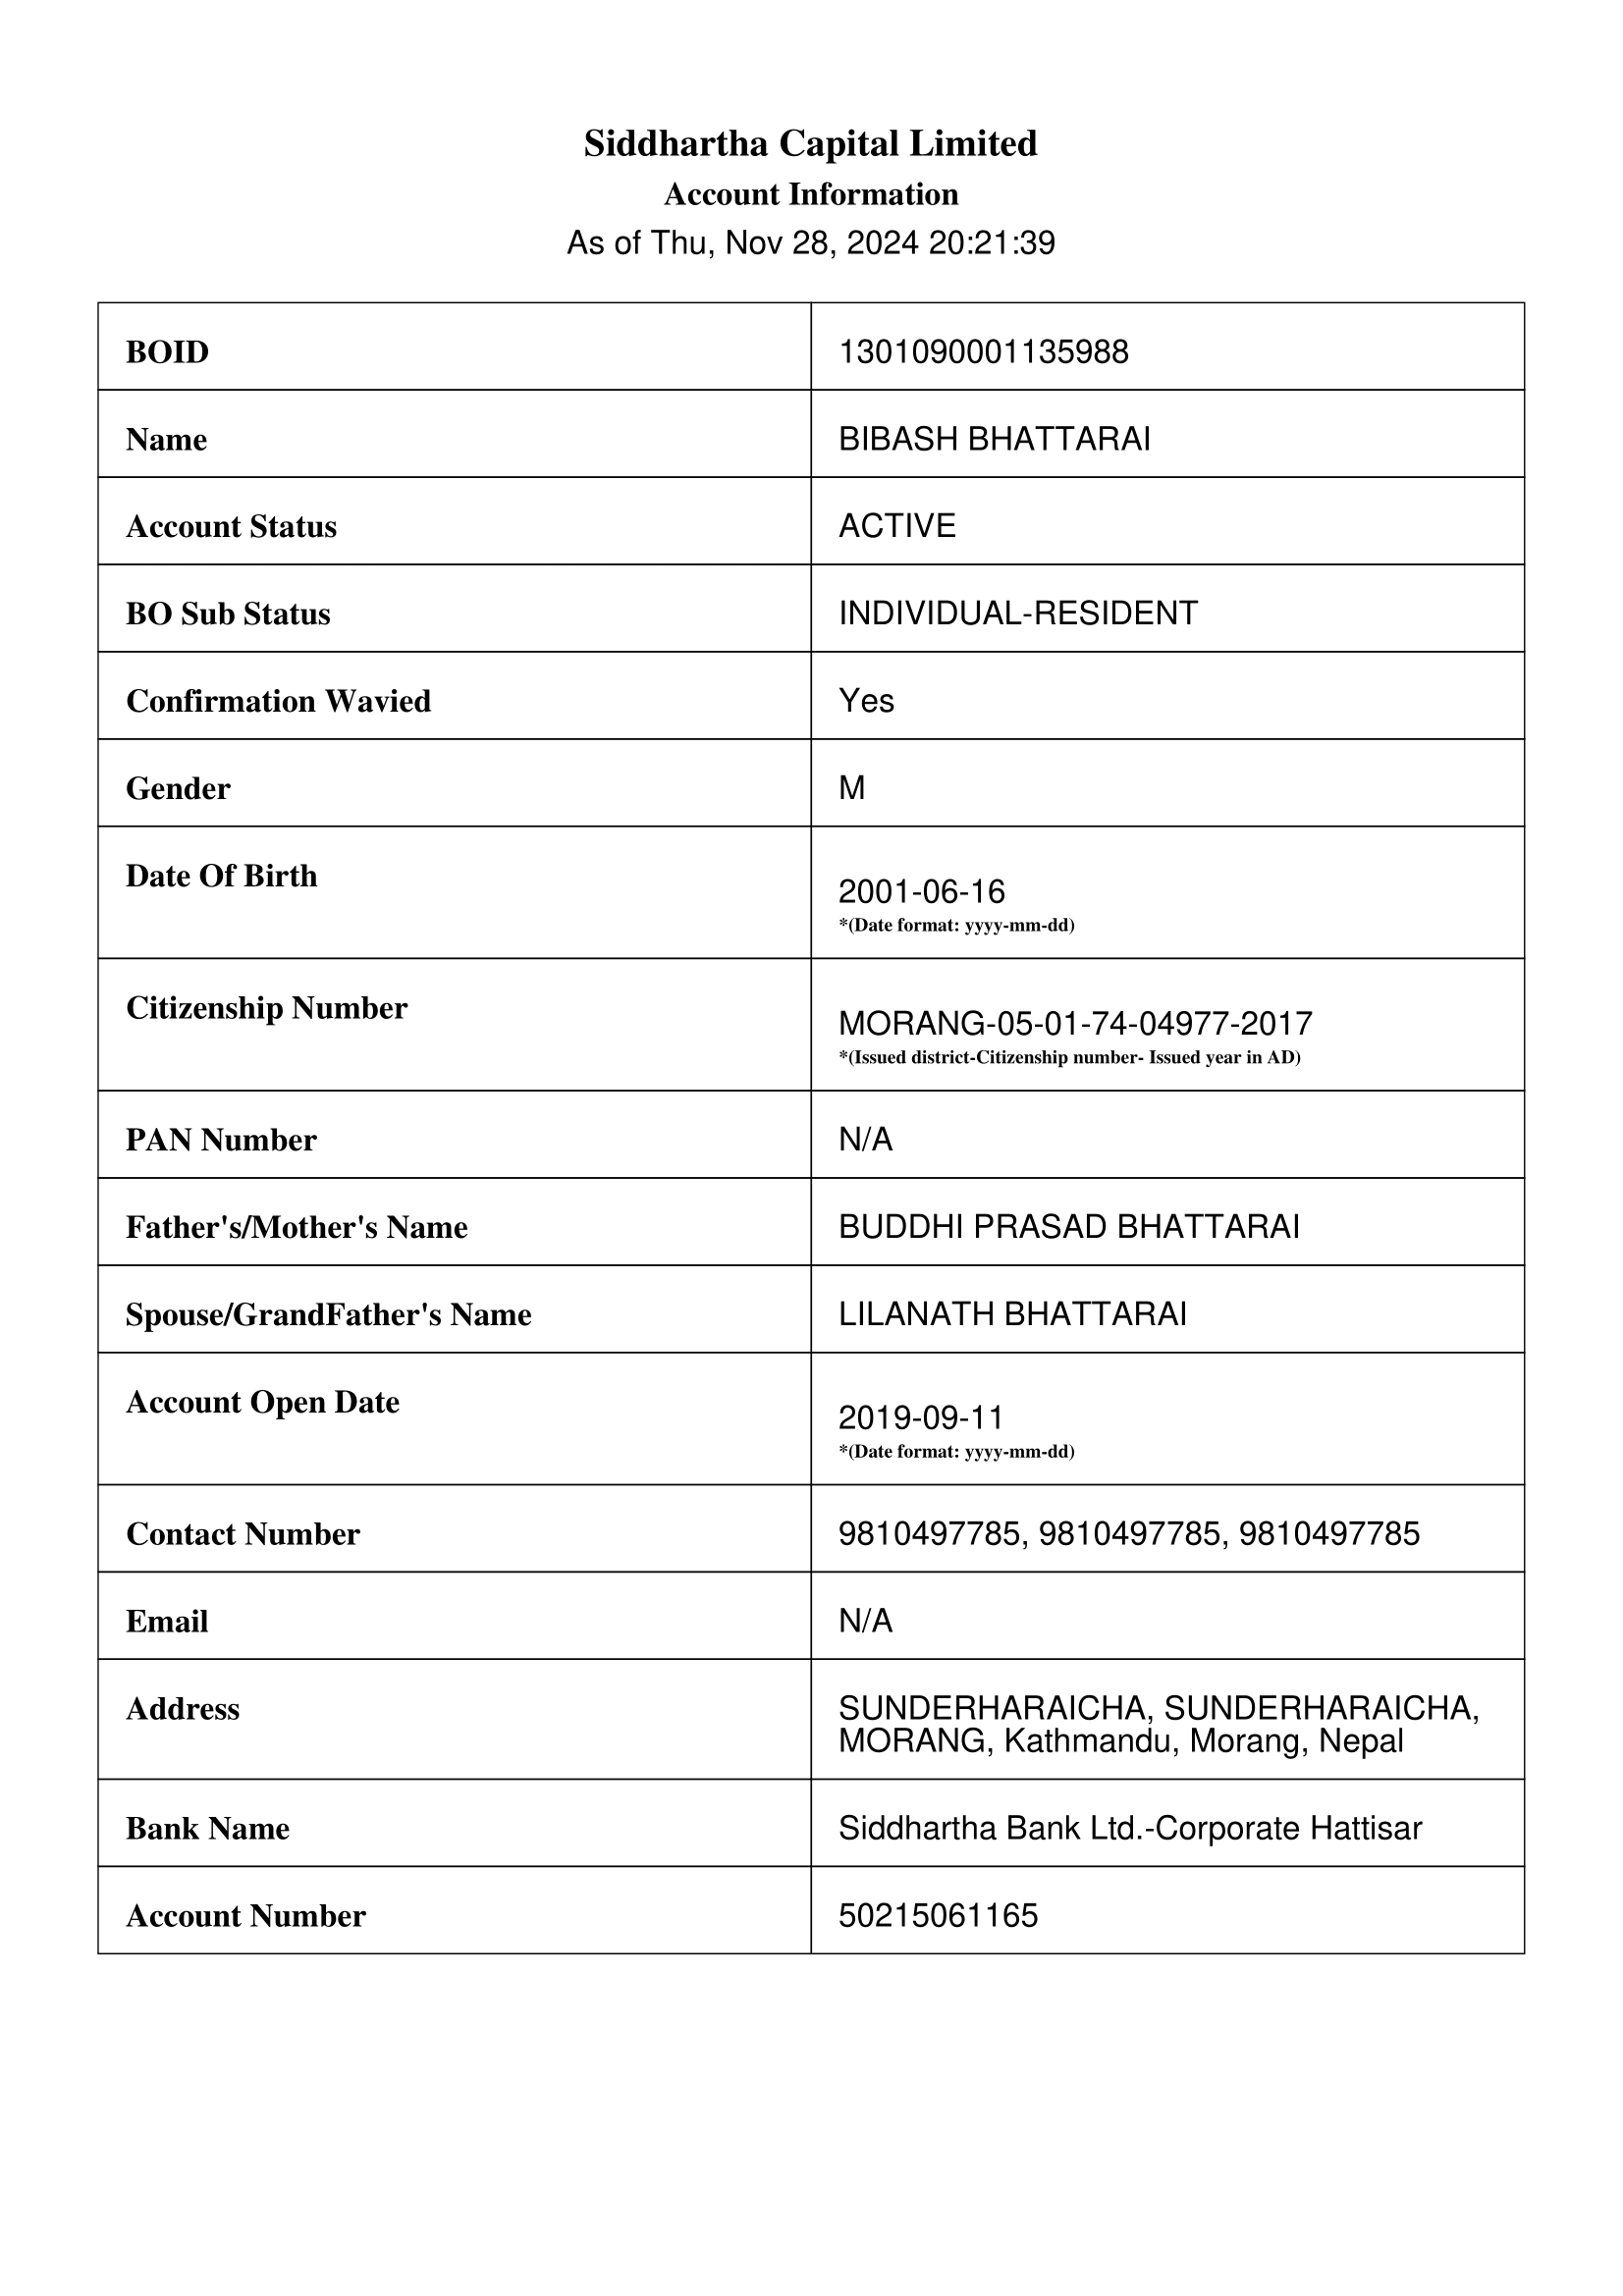 Siddhartha Capital Limited
Account Information
As of Thu, Nov 28, 2024 20:21:39
BOID 1301090001135988
Name BIBASH BHATTARAI
Account Status ACTIVE
BO Sub Status INDIVIDUAL-RESIDENT
Confirmation Wavied Yes
Gender M
Date Of Birth 2001-06-16
*(Date format: yyyy-mm-dd)
Citizenship Number MORANG-05-01-74-04977-2017
*(Issued district-Citizenship number- Issued year in AD)
PAN Number N/A
Father's/Mother's Name BUDDHI PRASAD BHATTARAI
Spouse/GrandFather's Name LILANATH BHATTARAI
Account Open Date 2019-09-11
*(Date format: yyyy-mm-dd)
Contact Number 9810497785, 9810497785, 9810497785
Email N/A
Address SUNDERHARAICHA, SUNDERHARAICHA,
MORANG, Kathmandu, Morang, Nepal
Bank Name Siddhartha Bank Ltd.-Corporate Hattisar
Account Number 50215061165